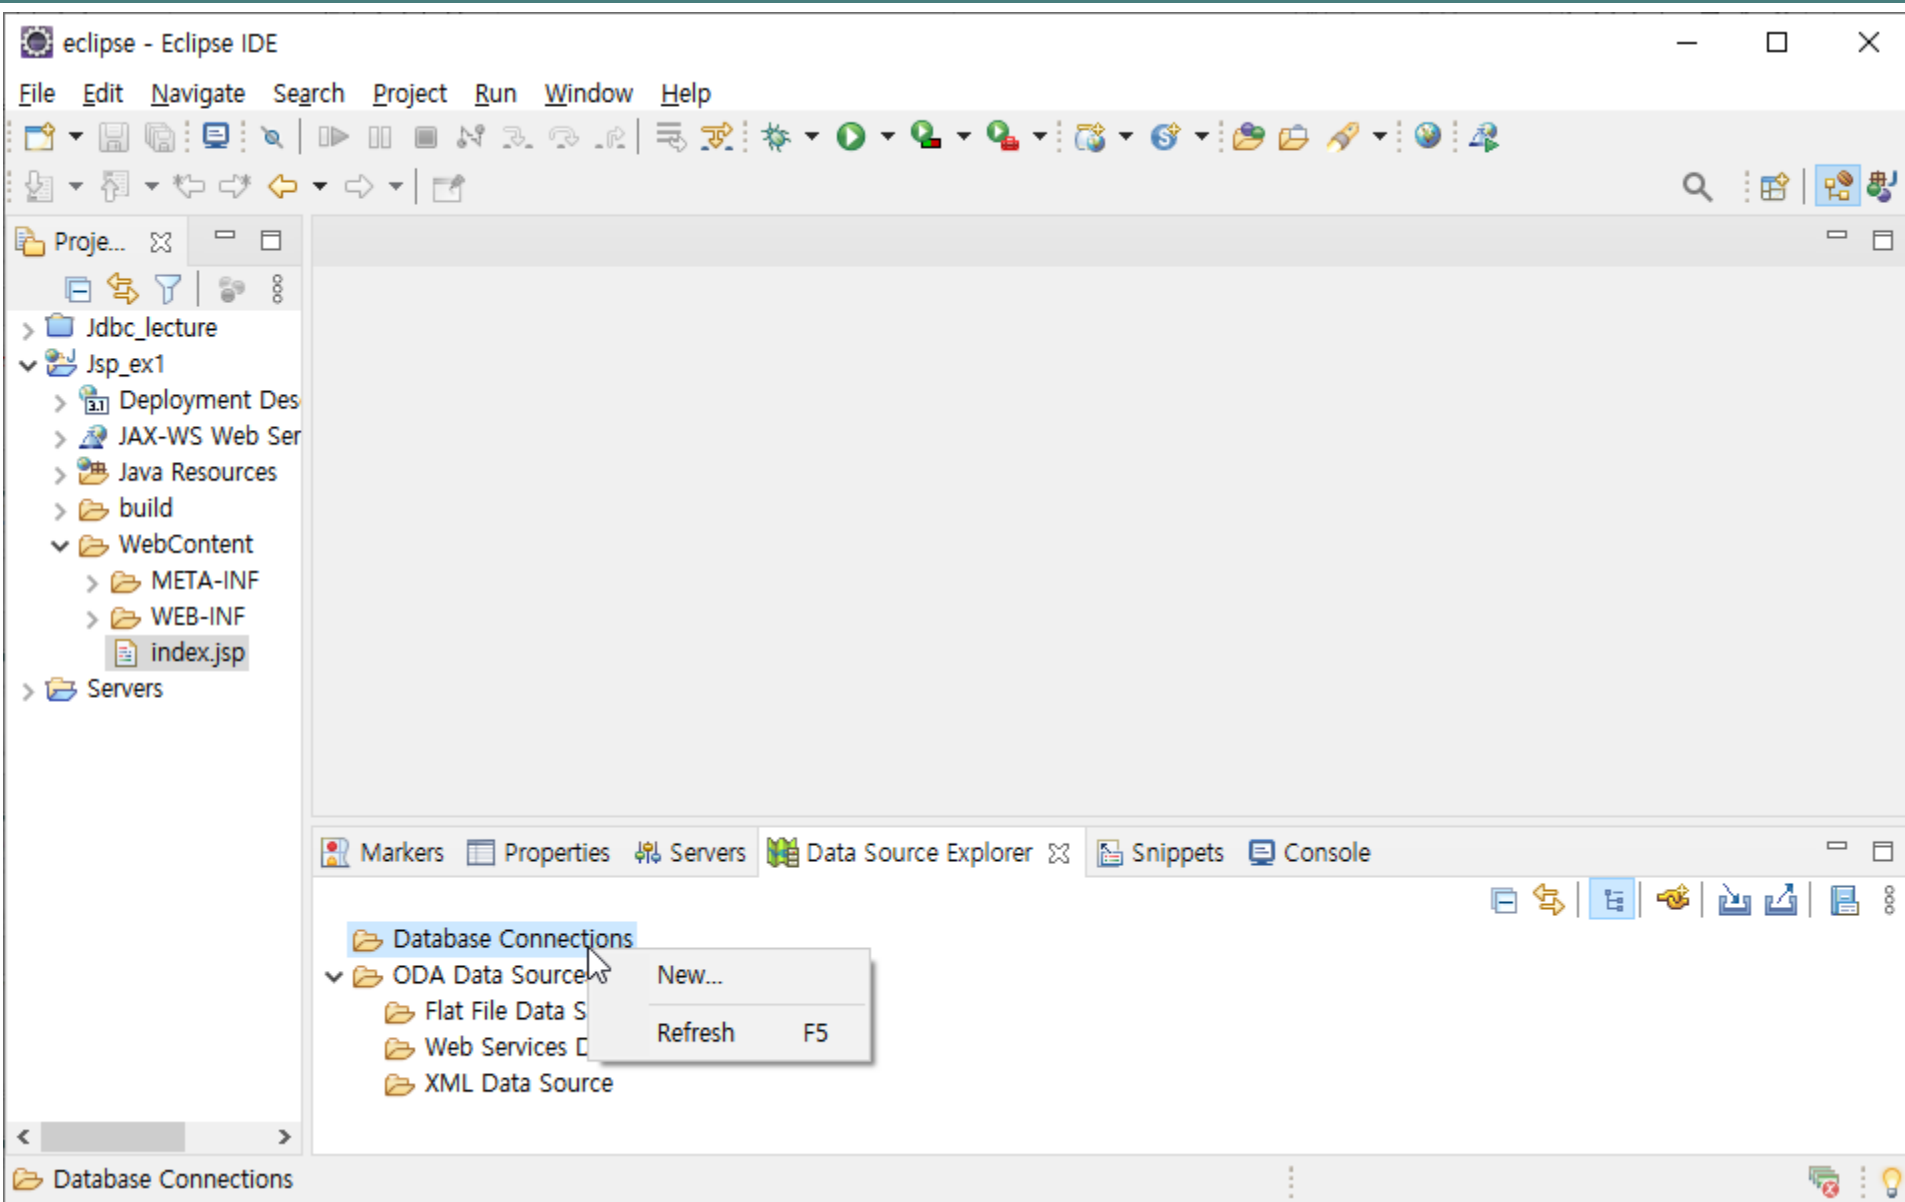 eclipse - Eclipse IDE
File Edit Navigate Search Project Run Window Help
Proje...
Jdbc_lecture
Jsp_ex1
3.1 Deployment Des
JAX-WS Web Ser
Java Resources
build
WebContent
META-INF
WEB-INF
index.jsp
Servers
Markers Properties Servers Data Source Explorer Snippets Console
Database Connections
ODA Data Source
Flat File Data S
Web Services D
XML Data Source
New...
Refresh F5
Database Connections